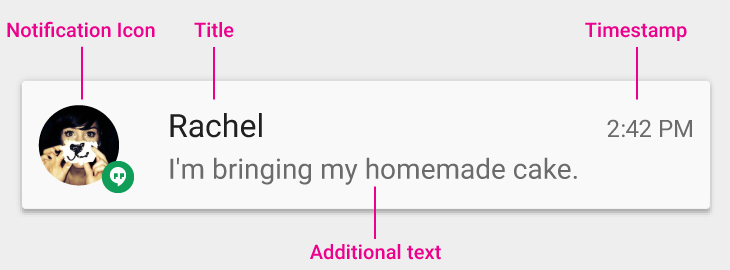 Notification Icon
Title
Timestamp
Rachel
2:42 PM
I'm bringing my homemade cake.
Additional text